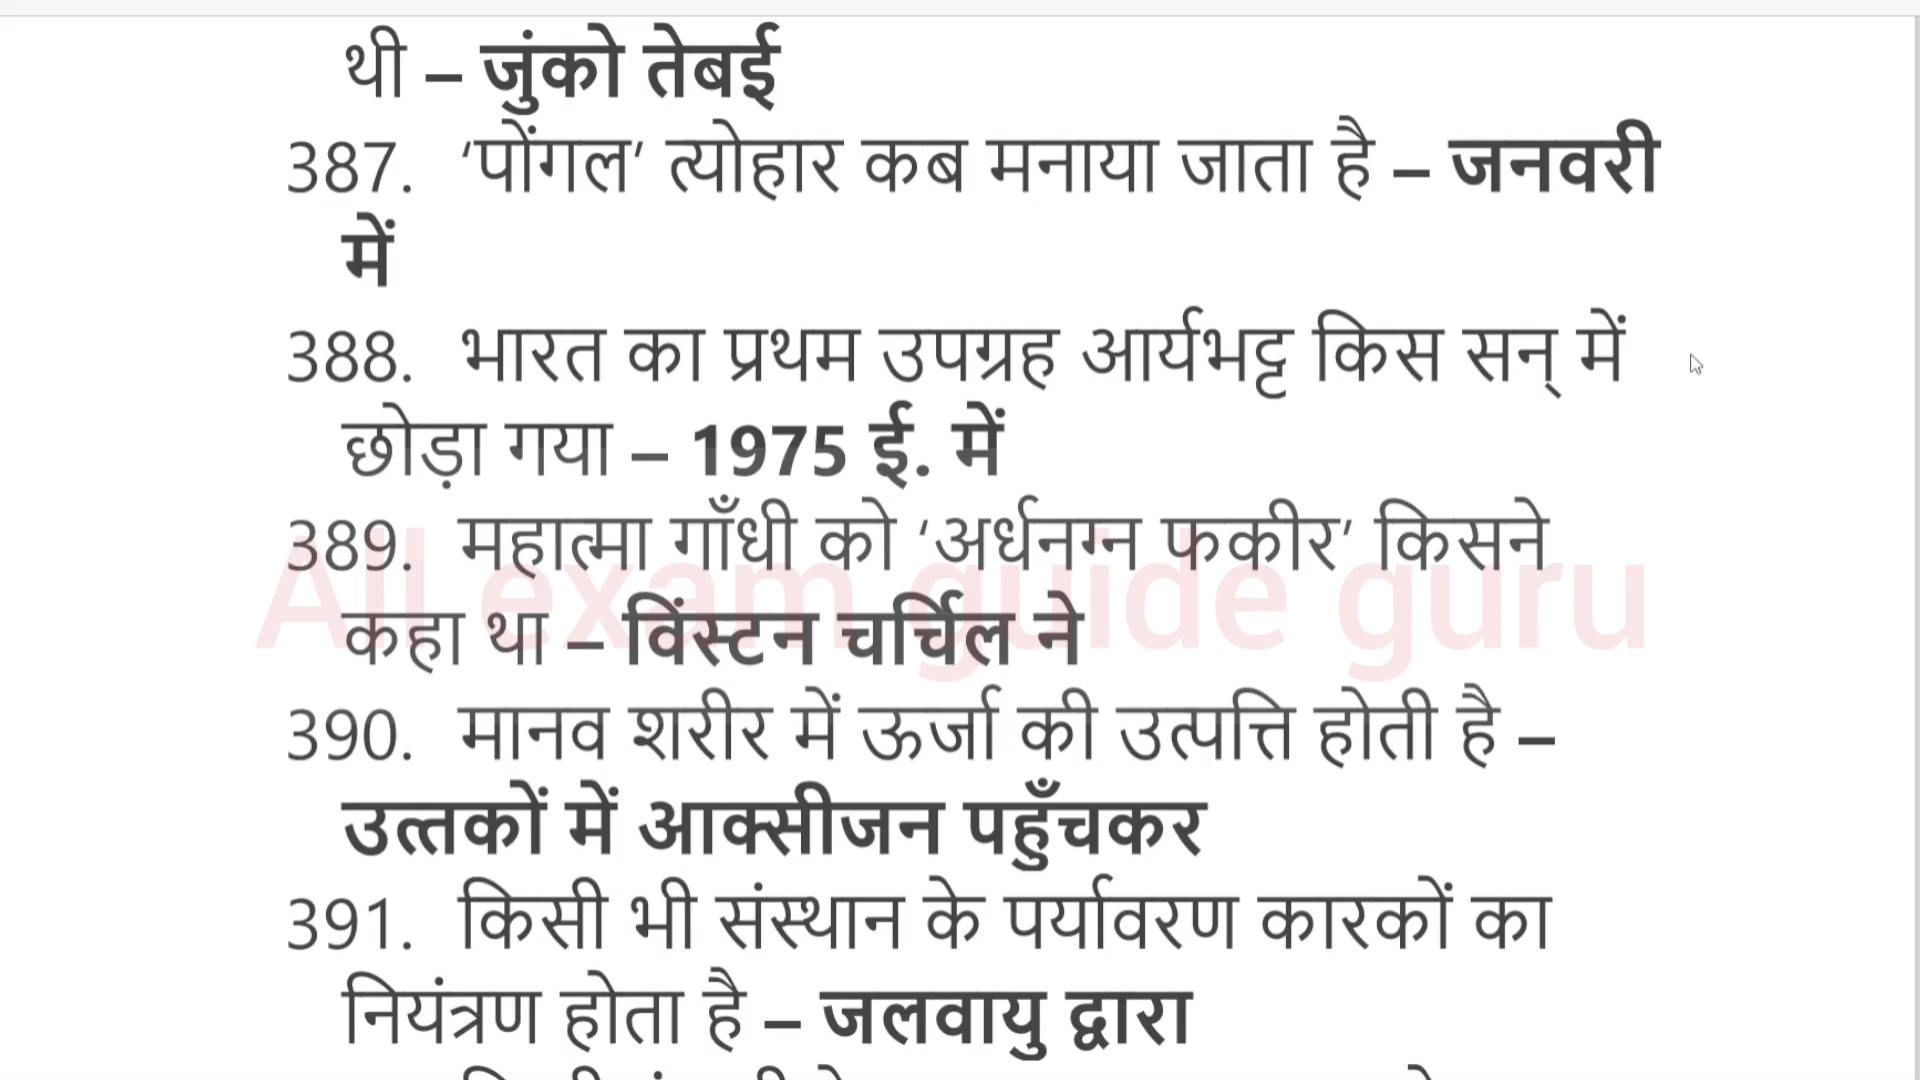 थी – जुंको तेबई
387. ‘पोंगल’ त्योहार कब मनाया जाता है – जनवरी
में
388. भारत का प्रथम उपग्रह आर्यभट्ट किस सन् में
छोड़ा गया – 1975 ई. में
389. महात्मा गाँधी को ‘अर्धनग्न फकीर’ किसने
कहा था – विंस्टन चर्चिल ने
All exam guide guru
390. मानव शरीर में ऊर्जा की उत्पत्ति होती है –
उत्तकों में आक्सीजन पहुँचकर
391. किसी भी संस्थान के पर्यावरण कारकों का
नियंत्रण होता है – जलवायु द्वारा